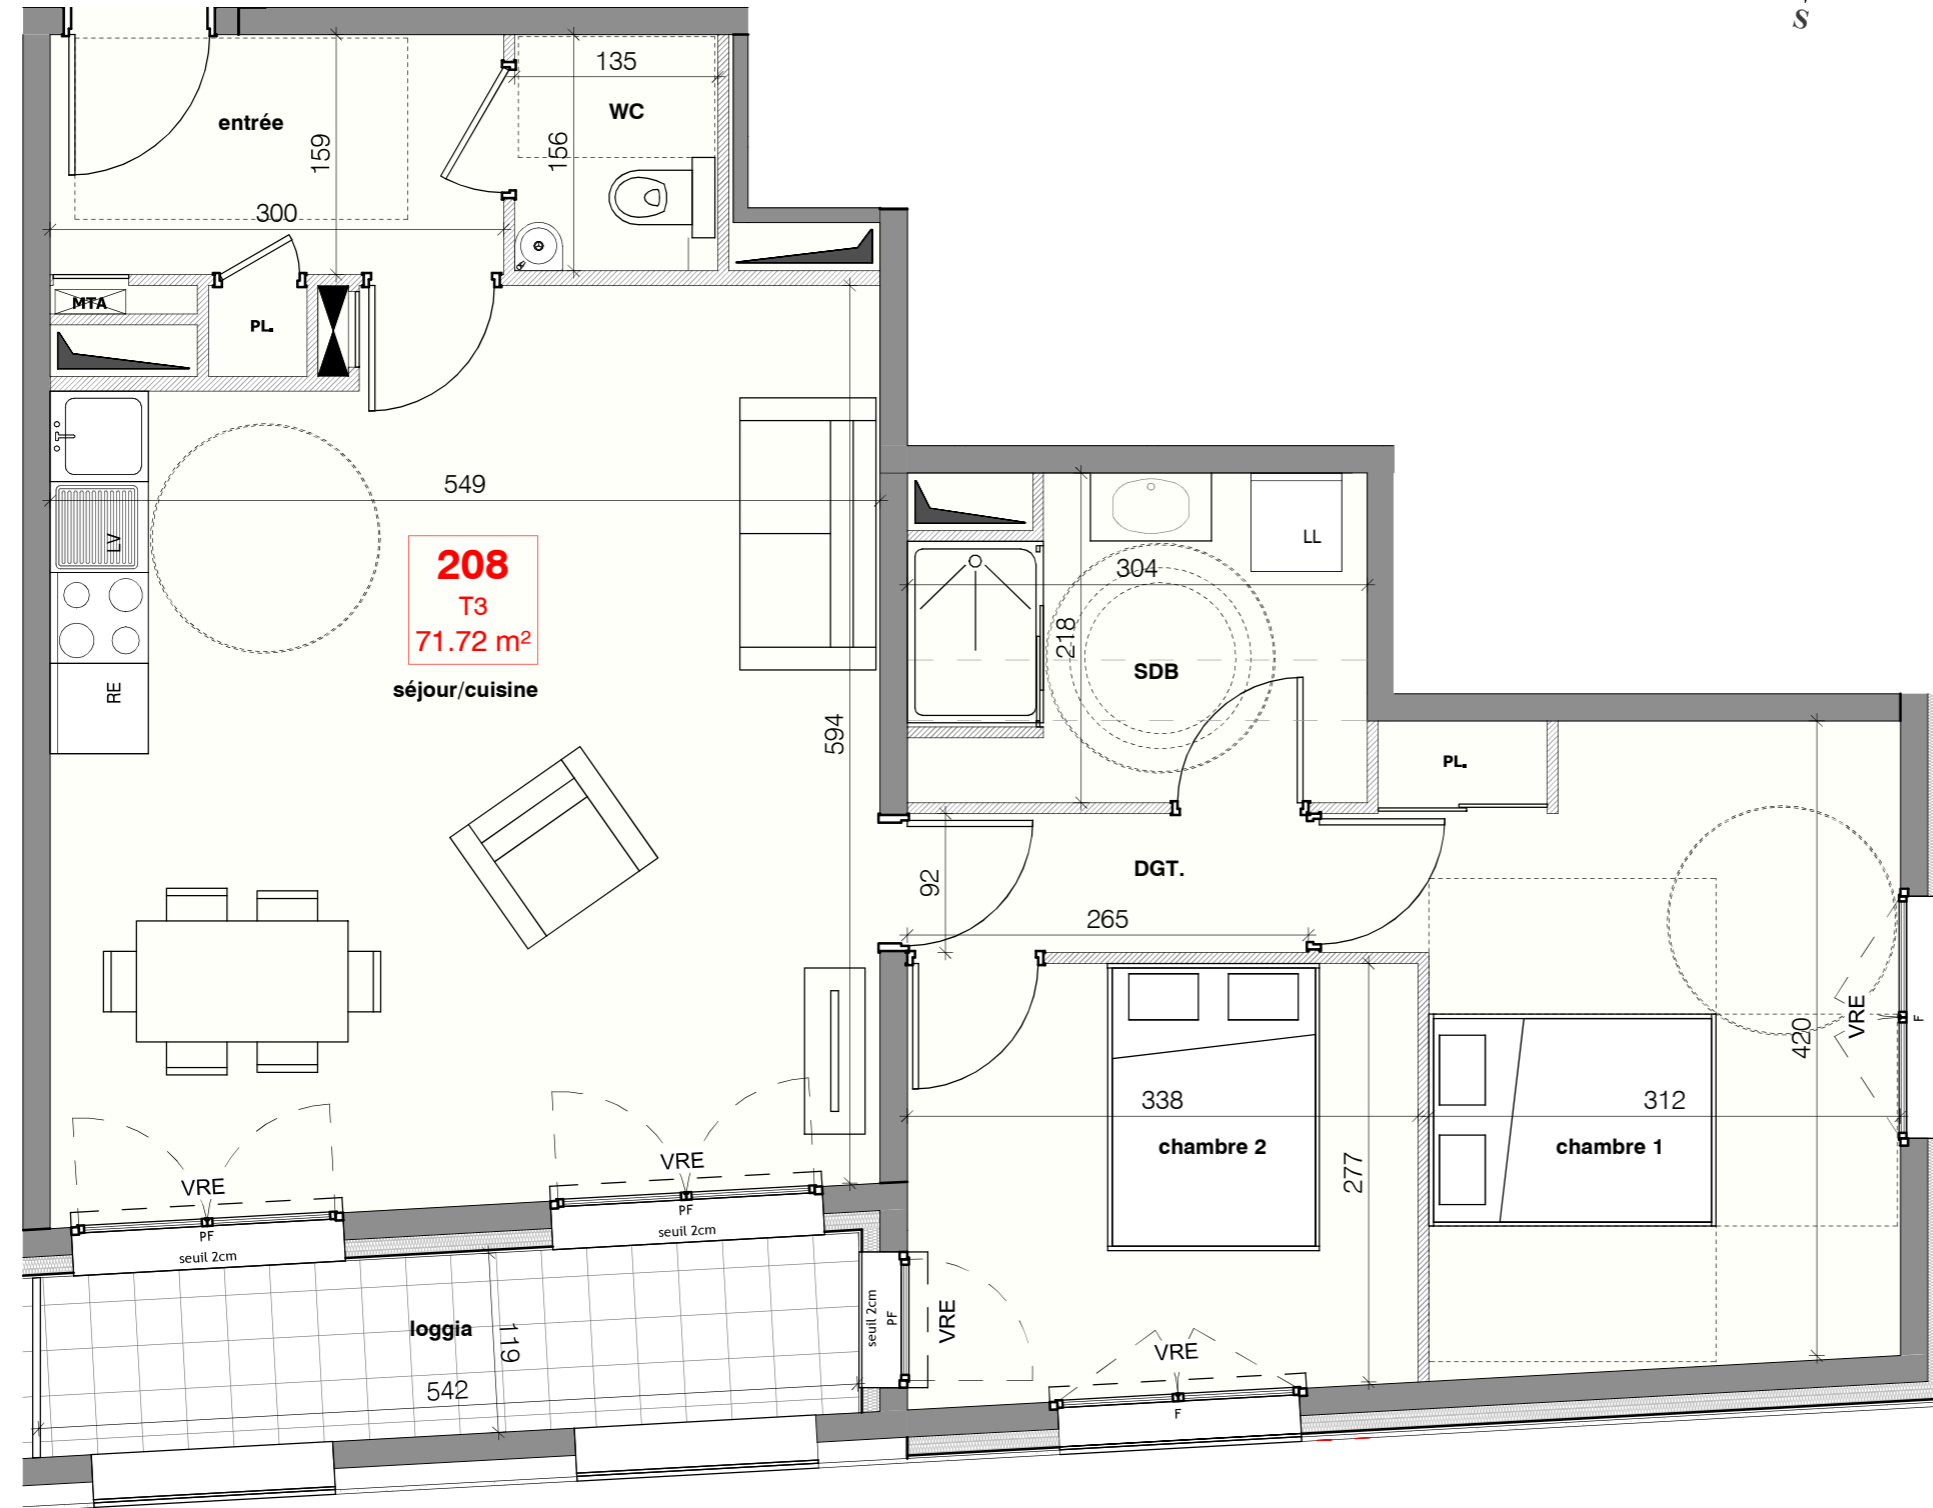 S
135
WC
entrée
159
156
300
MTA
PL.
549
208
T3
71.72 m²
séjour/cuisine
LV
RE
594
LL
304
218
SDB
PL.
DGT.
92
265
VRE
F
420
338
312
chambre 2
chambre 1
277
VRE
PF
seuil 2cm
VRE
PF
seuil 2cm
loggia
119
542
seuil 2cm
PF
VRE
VRE
F